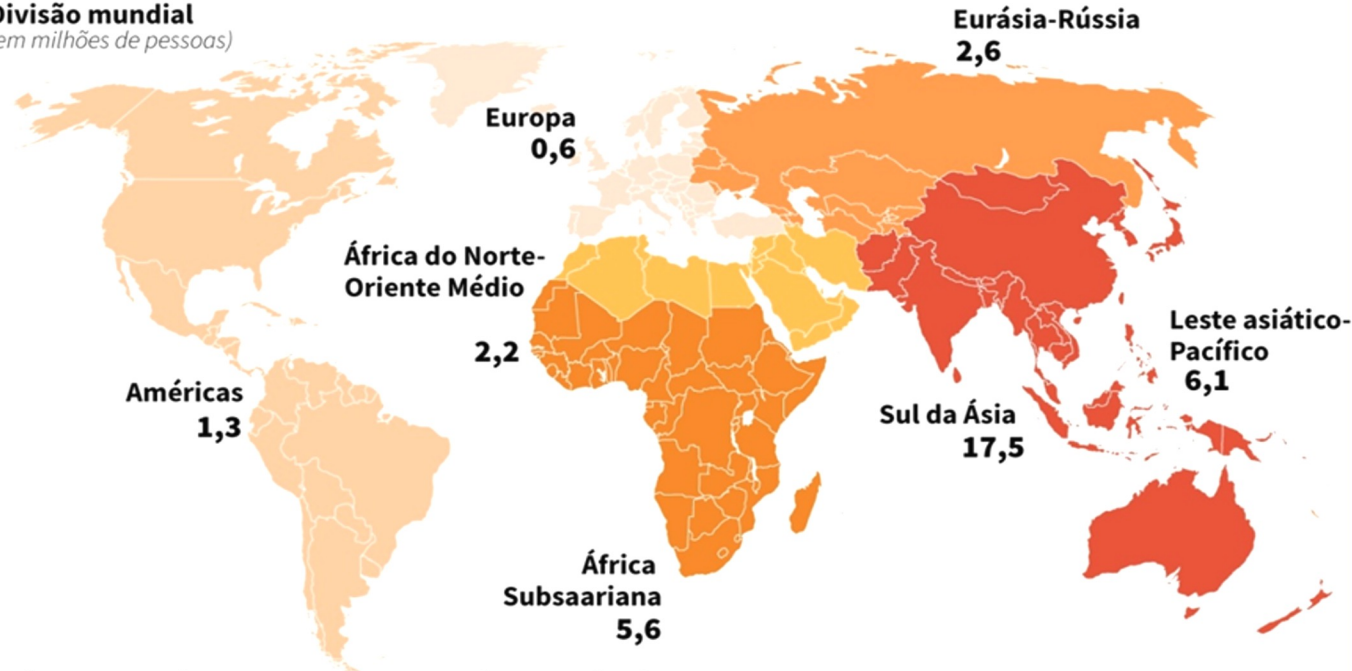 Divisão mundial
em milhões de pessoas)
Eurásia-Rússia
2,6
Europa
0,6
África do Norte-
Oriente Médio
2,2
Américas
1,3
Leste asiático-
Pacífico
6,1
Sul da Ásia
17,5
África
Subsaariana
5,6